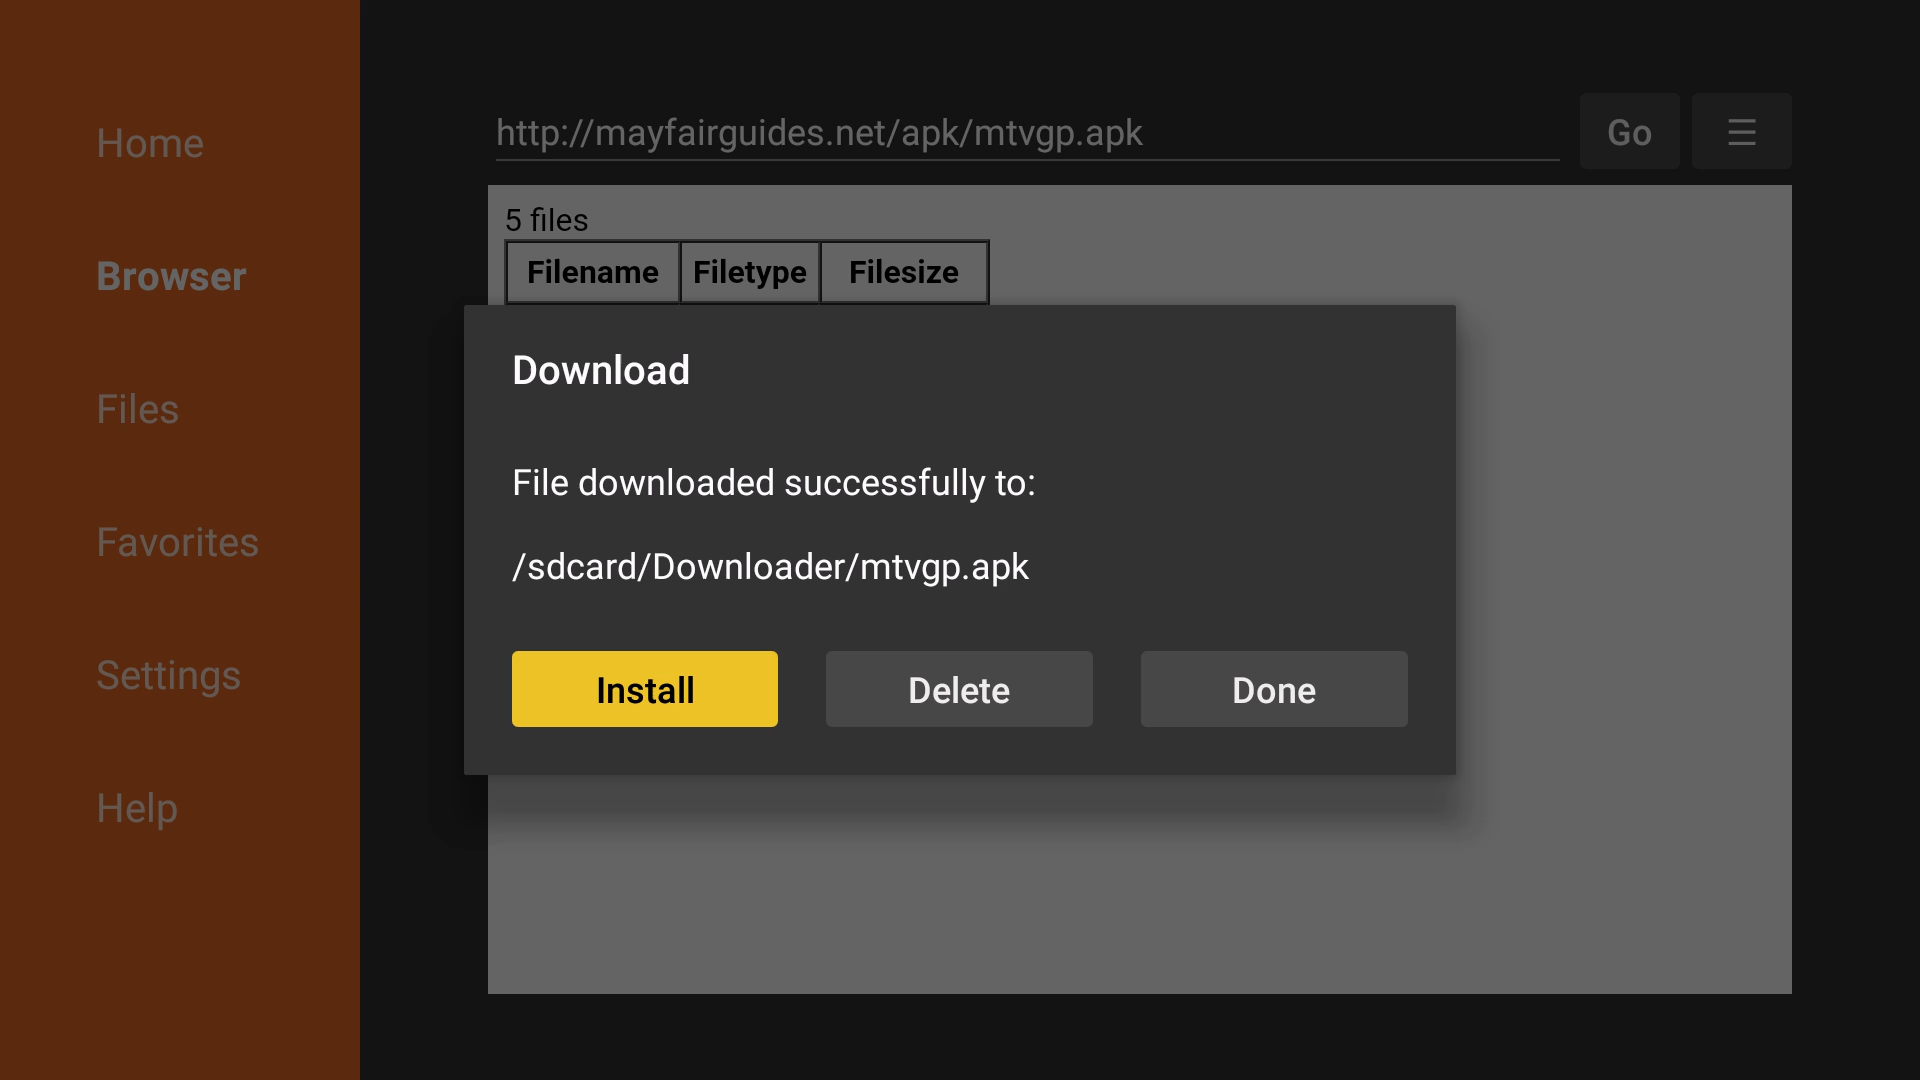 Home
Browser
Files
Favorites
Settings
Help
http://mayfairguides.net/apk/mtvgp.apk
Go
5 files
Filename Filetype Filesize
Download
File downloaded successfully to:
/sdcard/Downloader/mtvgp.apk
Install Delete Done